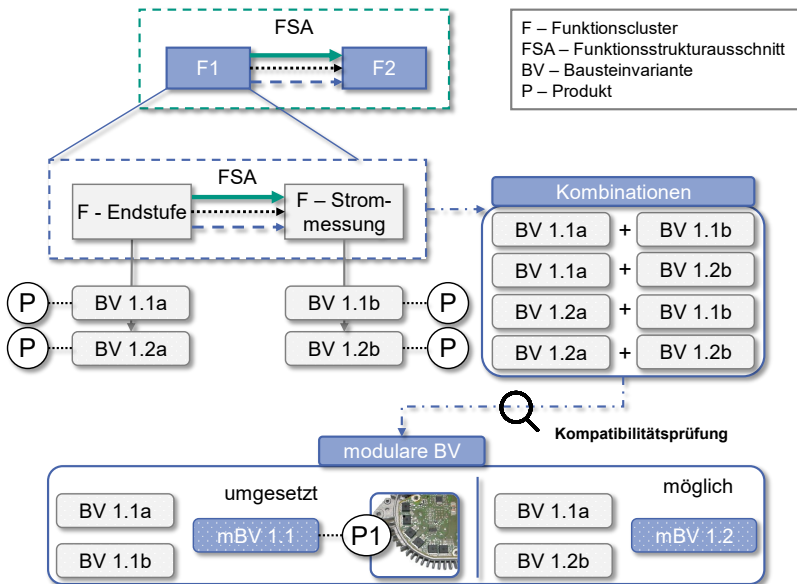 FSA
F1
F2
F – Funktionscluster
FSA – Funktionsstrukturausschnitt
BV – Bausteinvariante
P – Produkt
FSA
F - Endstufe
F – Strom-
messung
P
BV 1.1a
BV 1.1b
P
P
BV 1.2a
BV 1.2b
P
Kombinationen
BV 1.1a + BV 1.1b
BV 1.1a + BV 1.2b
BV 1.2a + BV 1.1b
BV 1.2a + BV 1.2b
Kompatibilitätsprüfung
modulare BV
umgesetzt
BV 1.1a
mBV 1.1
P1
BV 1.1b
möglich
BV 1.1a
mBV 1.2
BV 1.2b